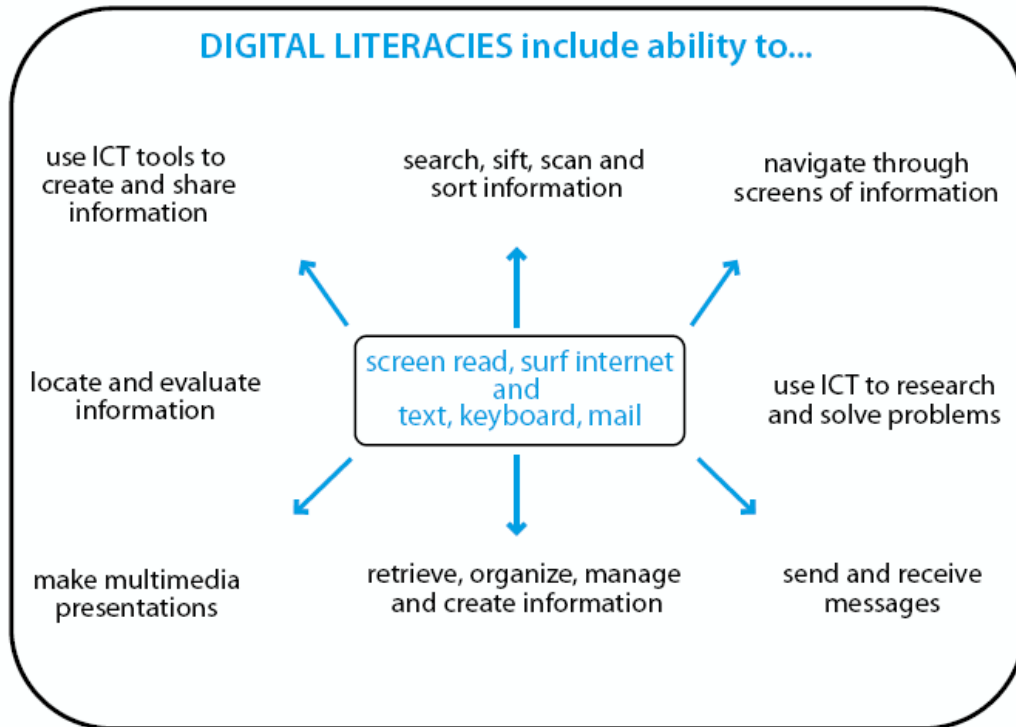 DIGITAL LITERACIES include ability to...
use ICT tools to
create and share
information
search, sift, scan and
sort information
navigate through
screens of information
locate and evaluate
information
screen read, surf internet
and
text, keyboard, mail
use ICT to research
and solve problems
make multimedia
presentations
retrieve, organize, manage
and create information
send and receive
messages